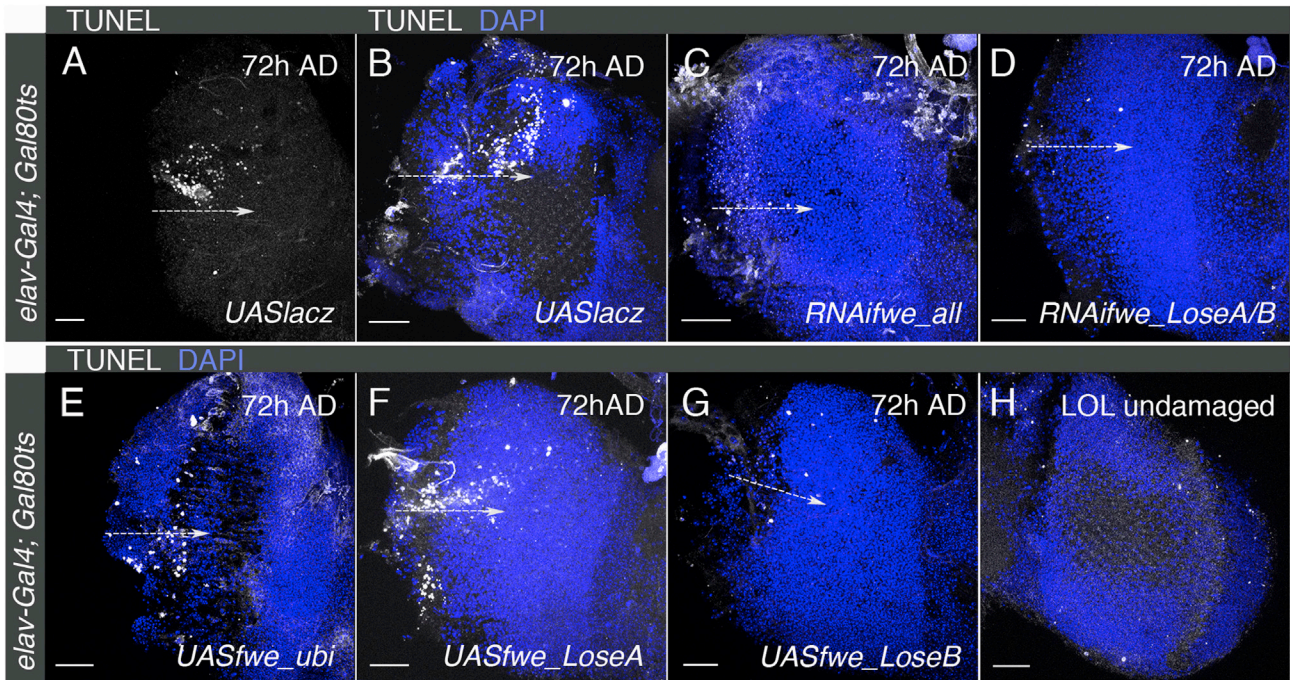 TUNEL
TUNEL DAPI
elav-Gal4; Gal80ts
A
72h AD
UASlacz
B
72h AD
UASlacz
C
72h AD
RNAifwe_all
D
72h AD
RNAifwe_LoseA/B
TUNEL DAPI
elav-Gal4; Gal80ts
E
72h AD
UASfwe_ubi
F
72hAD
UASfwe_LoseA
G
72h AD
UASfwe_LoseB
H
LOL undamaged